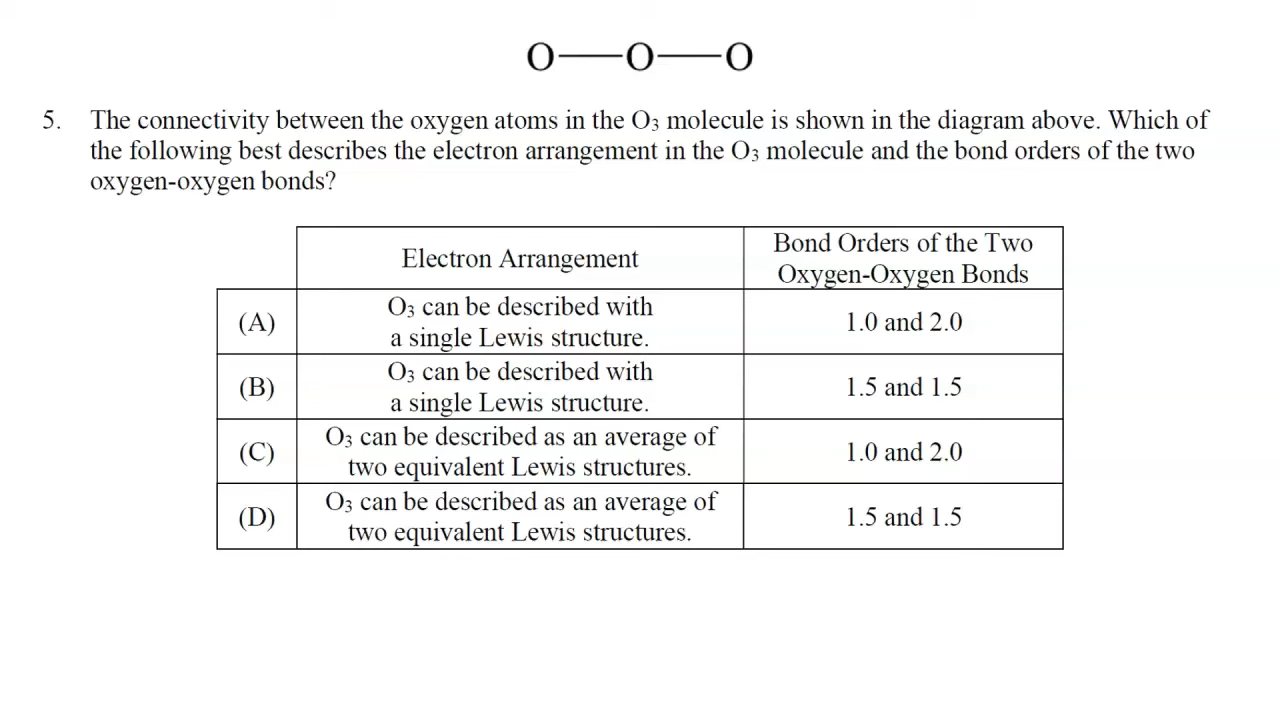 O—O—O
5. The connectivity between the oxygen atoms in the O₃ molecule is shown in the diagram above. Which of
the following best describes the electron arrangement in the O₃ molecule and the bond orders of the two
oxygen-oxygen bonds?
Electron Arrangement
Bond Orders of the Two
Oxygen-Oxygen Bonds
(A)
O₃ can be described with
a single Lewis structure.
1.0 and 2.0
(B)
O₃ can be described with
a single Lewis structure.
1.5 and 1.5
(C)
O₃ can be described as an average of
two equivalent Lewis structures.
1.0 and 2.0
(D)
O₃ can be described as an average of
two equivalent Lewis structures.
1.5 and 1.5